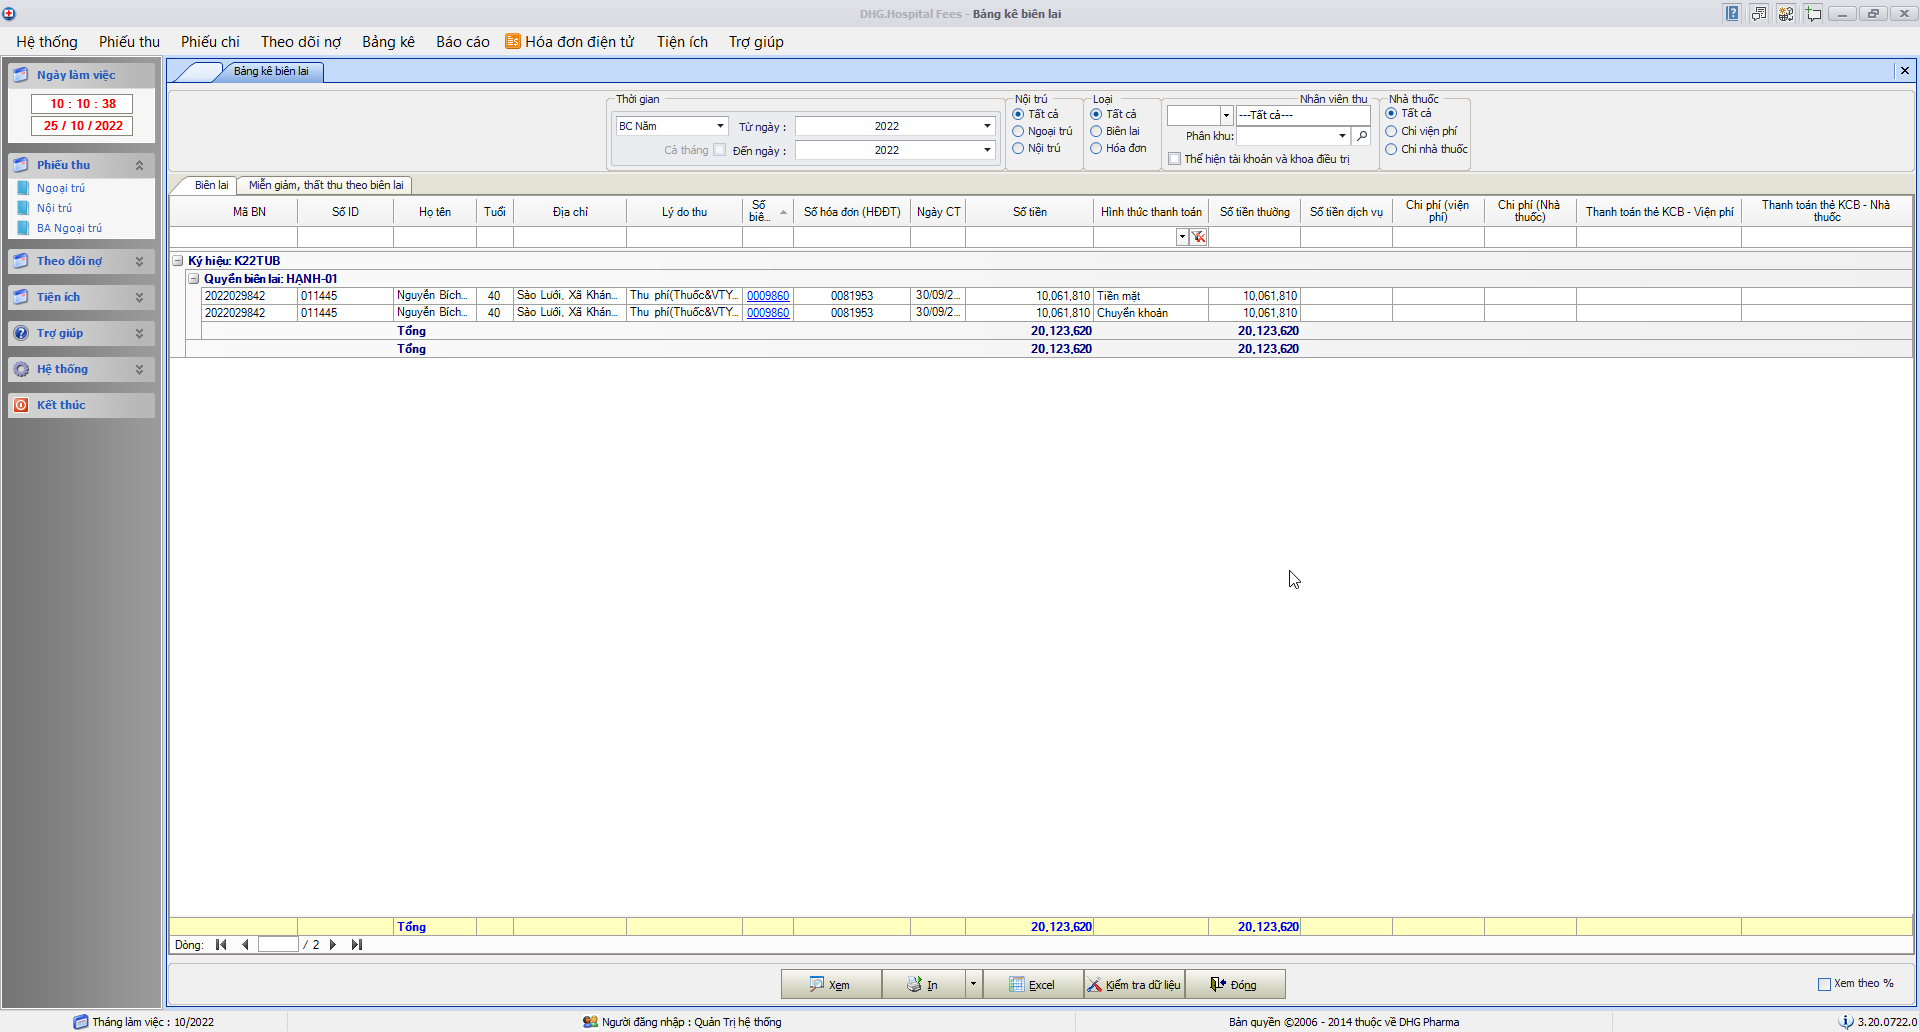 DHG.Hospital Fees - Bảng kê biên lai
Hệ thống Phiếu thu Phiếu chi Theo dõi nợ Bảng kê Báo cáo Hóa đơn điện tử Tiện ích Trợ giúp
Ngày làm việc
10 : 10 : 38
25 / 10 / 2022
Phiếu thu
Ngoại trú
Nội trú
BA Ngoại trú
Theo dõi nợ
Tiện ích
Trợ giúp
Hệ thống
Kết thúc
Bảng kê biên lai
Thời gian
BC Năm
Từ ngày : 2022
Cả tháng
Đến ngày : 2022
Nội trú
Tất cả
Ngoại trú
Nội trú
Loại
Tất cả
Biên lai
Hóa đơn
Nhân viên thu
---Tất cả---
Phân khu:
Thể hiện tài khoản và khoa điều trị
Nhà thuốc
Tất cả
Chi viện phí
Chi nhà thuốc
Biên lai Miễn giảm, thất thu theo biên lai
Mã BN Số ID Họ tên Tuổi Địa chỉ Lý do thu Số biê... Số hóa đơn (HĐĐT) Ngày CT Số tiền Hình thức thanh toán Số tiền thường Số tiền dịch vụ Chi phí (viện phí) Chi phí (Nhà thuốc) Thanh toán thẻ KCB - Viện phí Thanh toán thẻ KCB - Nhà thuốc
Ký hiệu: K22TUB
Quyển biên lai: HẠNH-01
2022029842 011445 Nguyễn Bích... 40 Sào Lưới, Xã Khán... Thu phí(Thuốc&VTY... 0009860 0081953 30/09/2... 10,061,810 Tiền mặt 10,061,810
2022029842 011445 Nguyễn Bích... 40 Sào Lưới, Xã Khán... Thu phí(Thuốc&VTY... 0009860 0081953 30/09/2... 10,061,810 Chuyển khoản 10,061,810
Tổng 20,123,620 20,123,620
Tổng 20,123,620 20,123,620
Tổng 20,123,620 20,123,620
Dòng: / 2
Xem In Excel Kiểm tra dữ liệu Đóng
Xem theo %
Tháng làm việc : 10/2022 Người đăng nhập : Quản Trị hệ thống Bản quyền ©2006 - 2014 thuộc về DHG Pharma 3.20.0722.0